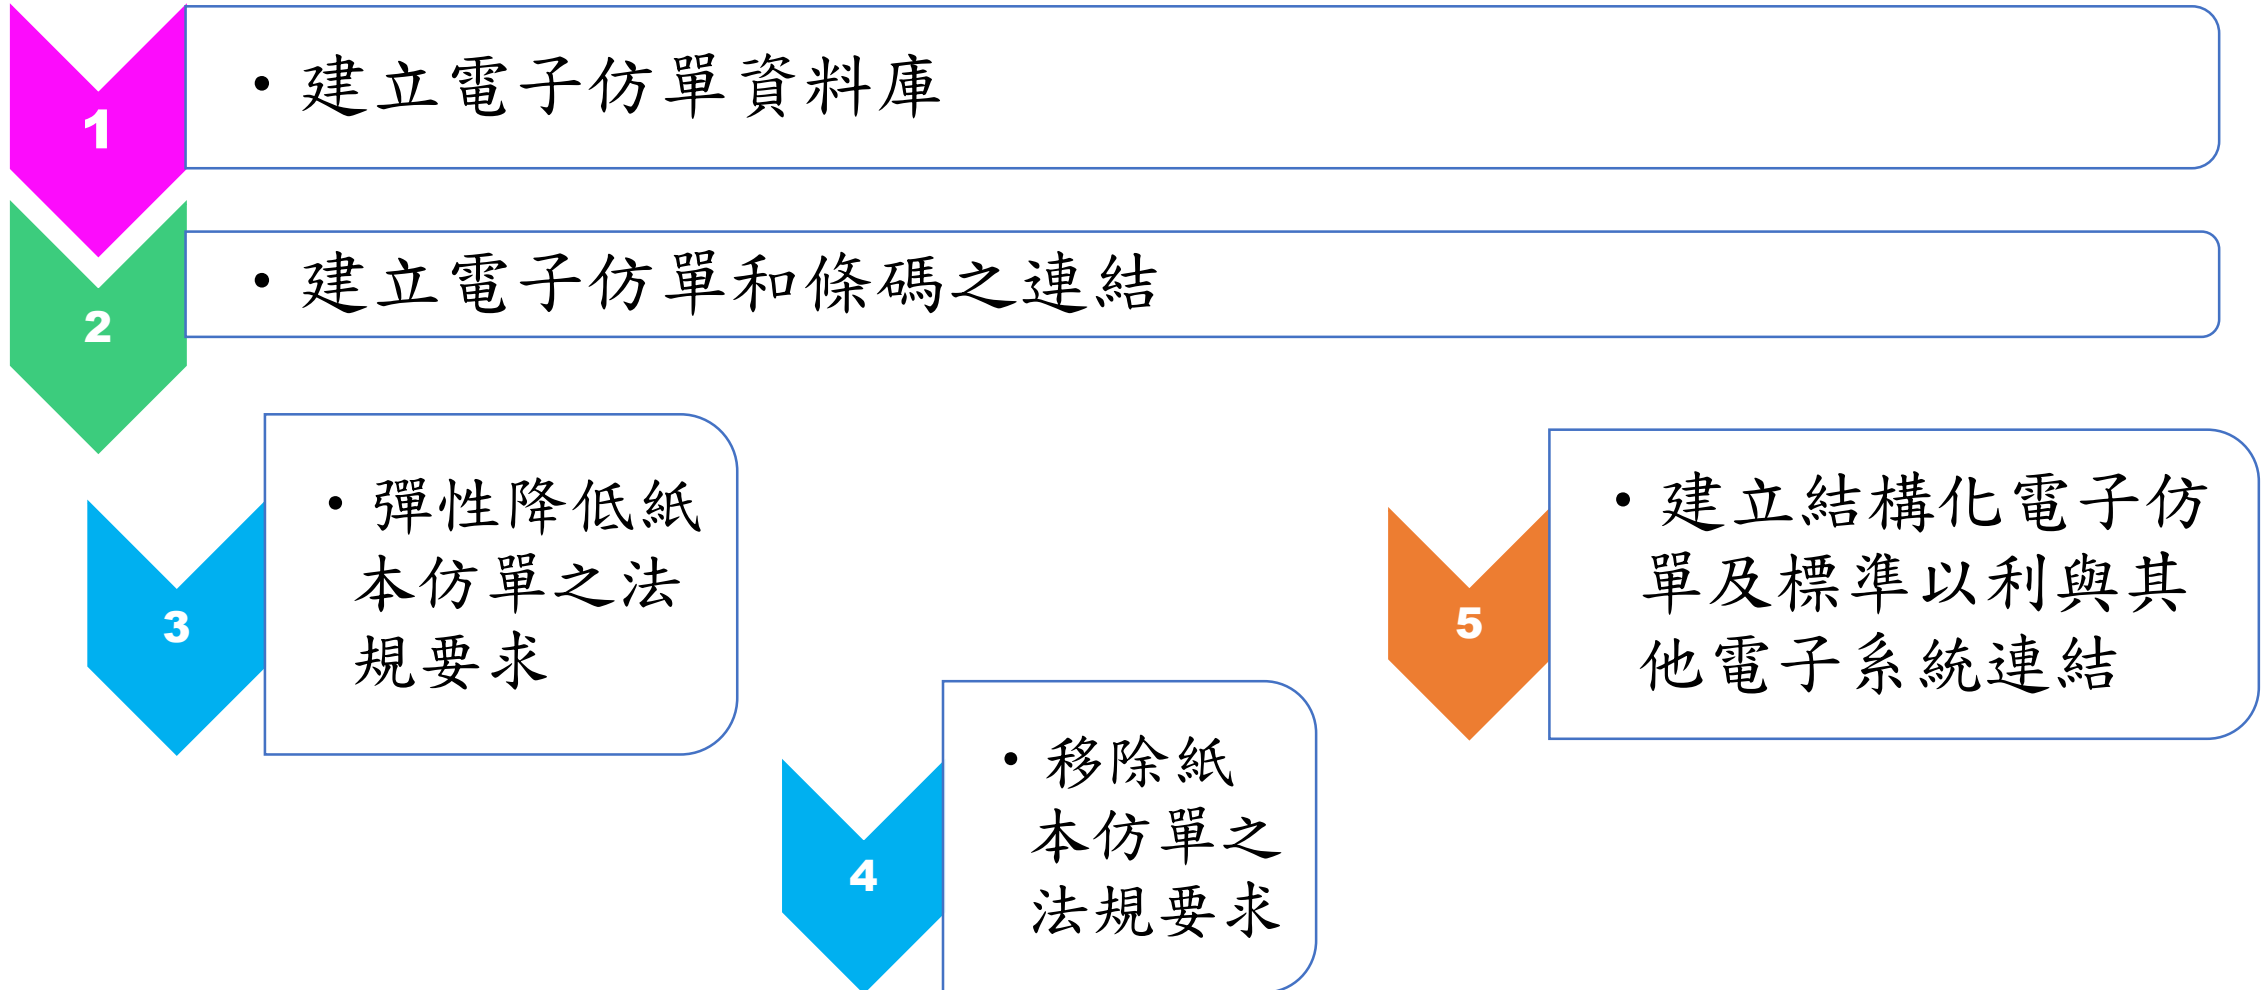 1
• 建立電子仿單資料庫
2
• 建立電子仿單和條碼之連結
3
• 彈性降低紙
本仿單之法
規要求
4
• 移除紙
本仿單之
法規要求
5
• 建立結構化電子仿
單及標準以利與其
他電子系統連結